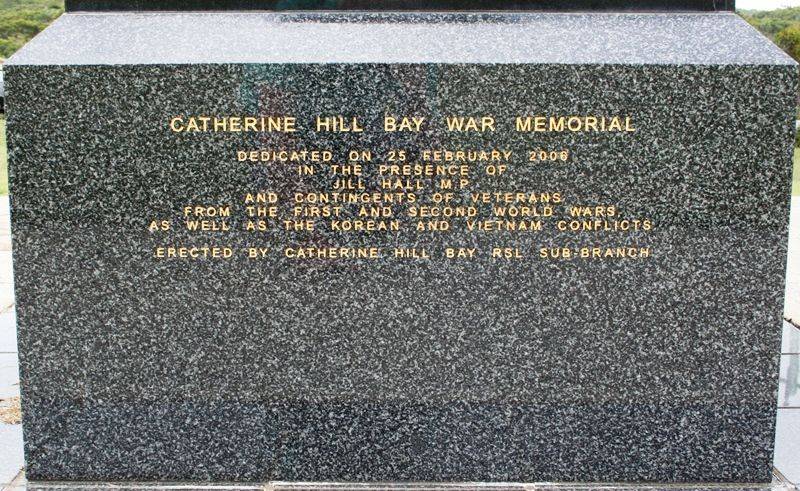 CATHERINE HILL BAY WAR MEMORIAL
DEDICATED ON 25 FEBRUARY 2006
IN THE PRESENCE OF
JILL HALL M.P.
AND CONTINGENTS OF VETERANS
FROM THE FIRST AND SECOND WORLD WARS
AS WELL AS THE KOREAN AND VIETNAM CONFLICTS
ERECTED BY CATHERINE HILL BAY RSL SUB-BRANCH